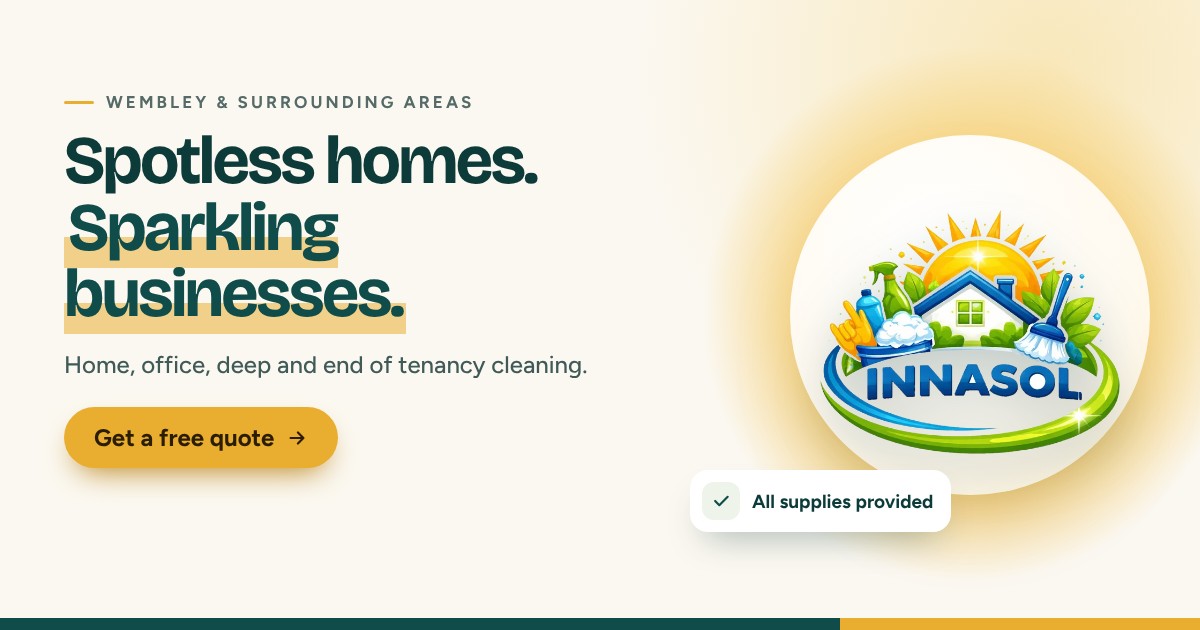 WEMBLEY & SURROUNDING AREAS
Spotless homes.
Sparkling
businesses.
Home, office, deep and end of tenancy cleaning.
Get a free quote →
INNASOL
All supplies provided